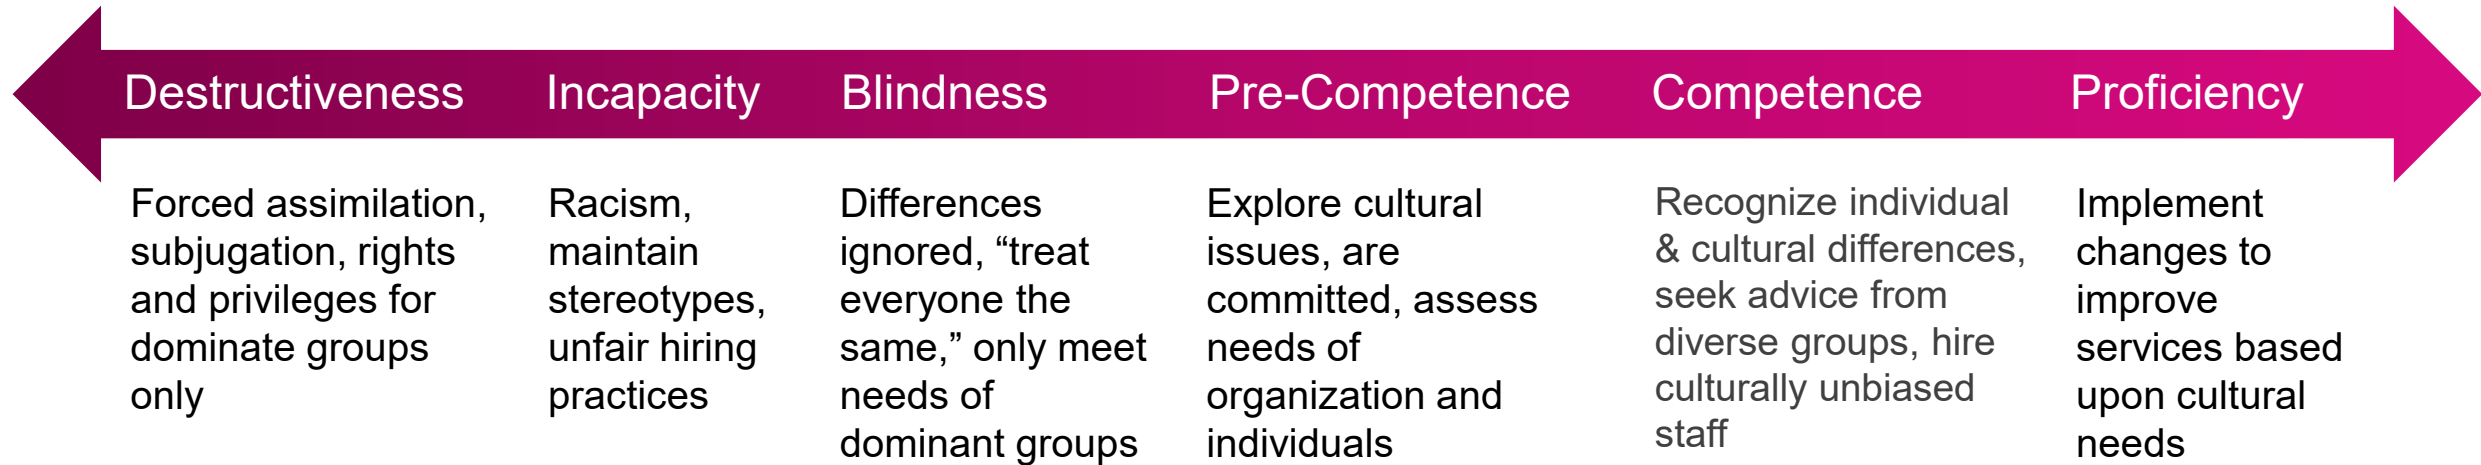 Destructiveness
Incapacity
Blindness
Pre-Competence
Competence
Proficiency
Forced assimilation,
subjugation, rights
and privileges for
dominate groups
only
Racism,
maintain
stereotypes,
unfair hiring
practices
Differences
ignored, “treat
everyone the
same,” only meet
needs of
dominant groups
Explore cultural
issues, are
committed, assess
needs of
organization and
individuals
Recognize individual
& cultural differences,
seek advice from
diverse groups, hire
culturally unbiased
staff
Implement
changes to
improve
services based
upon cultural
needs